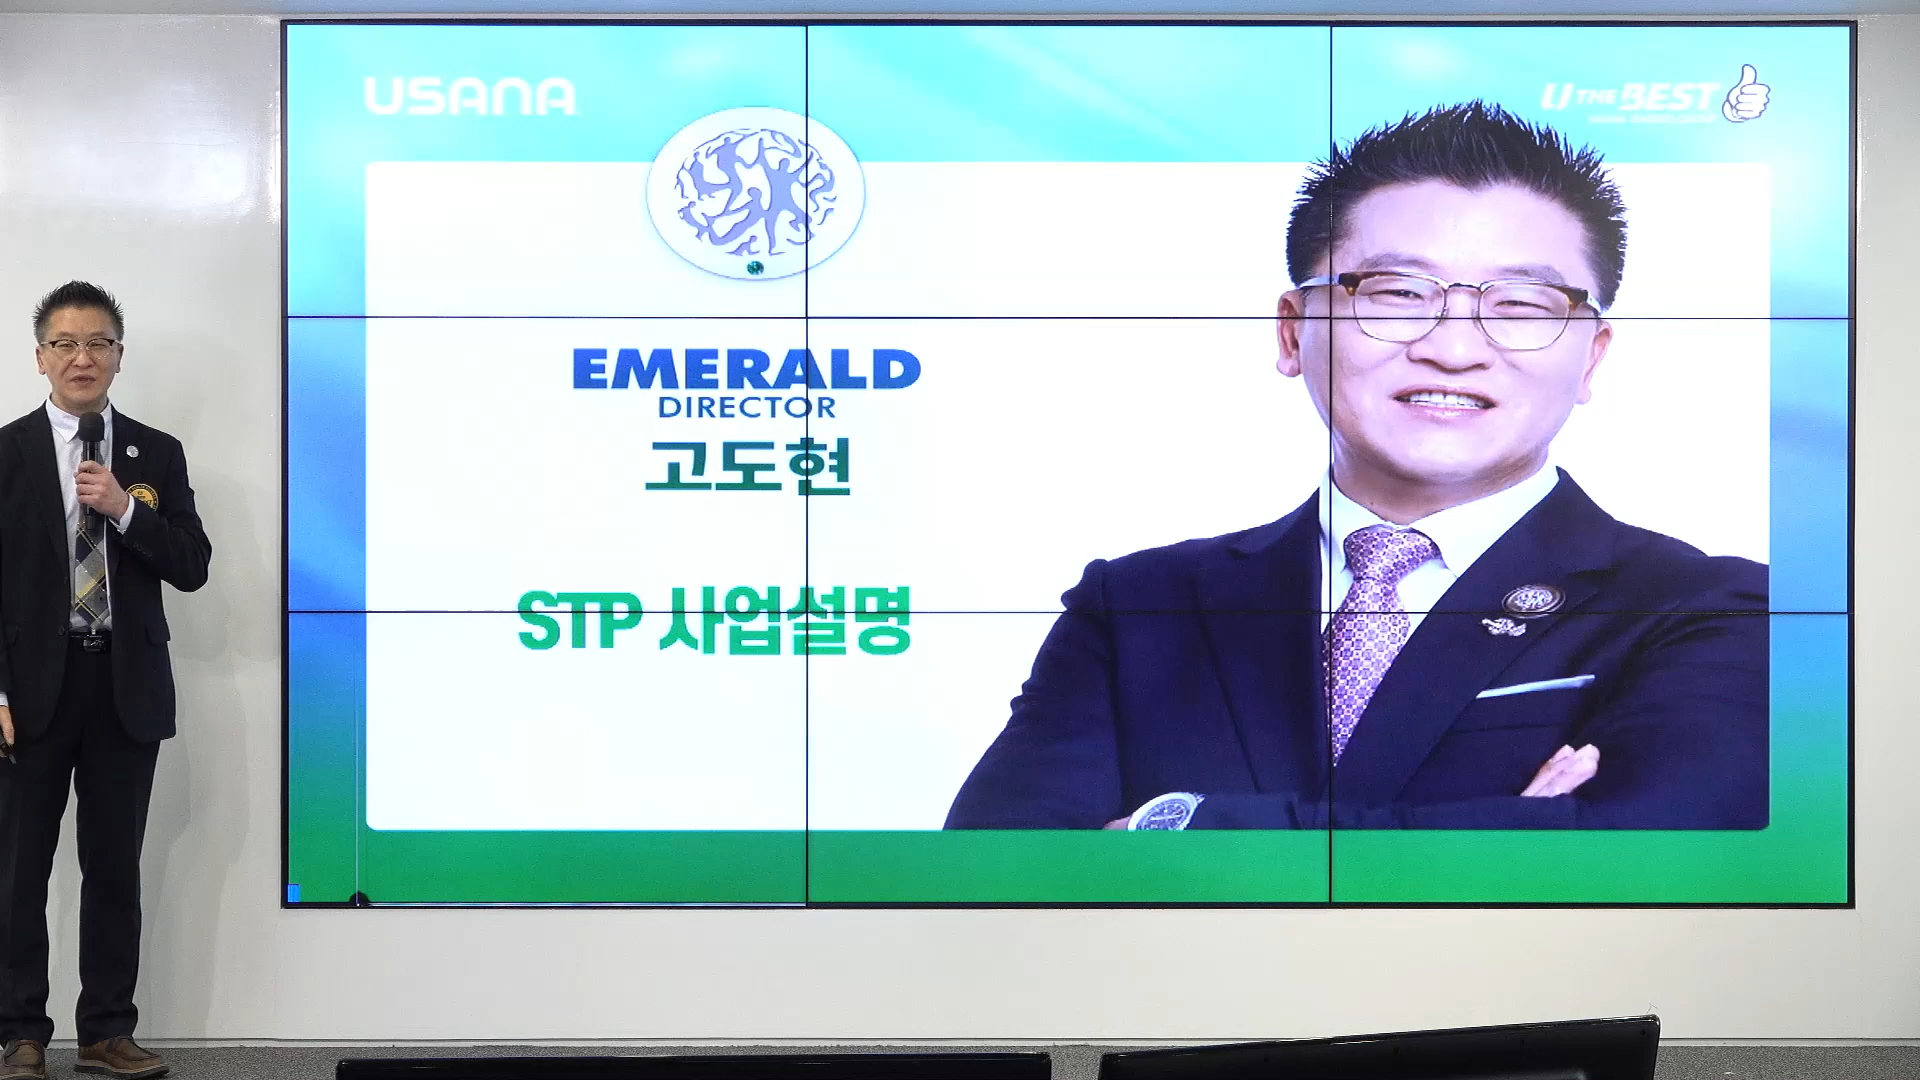 USANA
U THE BEST
EMERALD
DIRECTOR
고도현
STP 사업설명